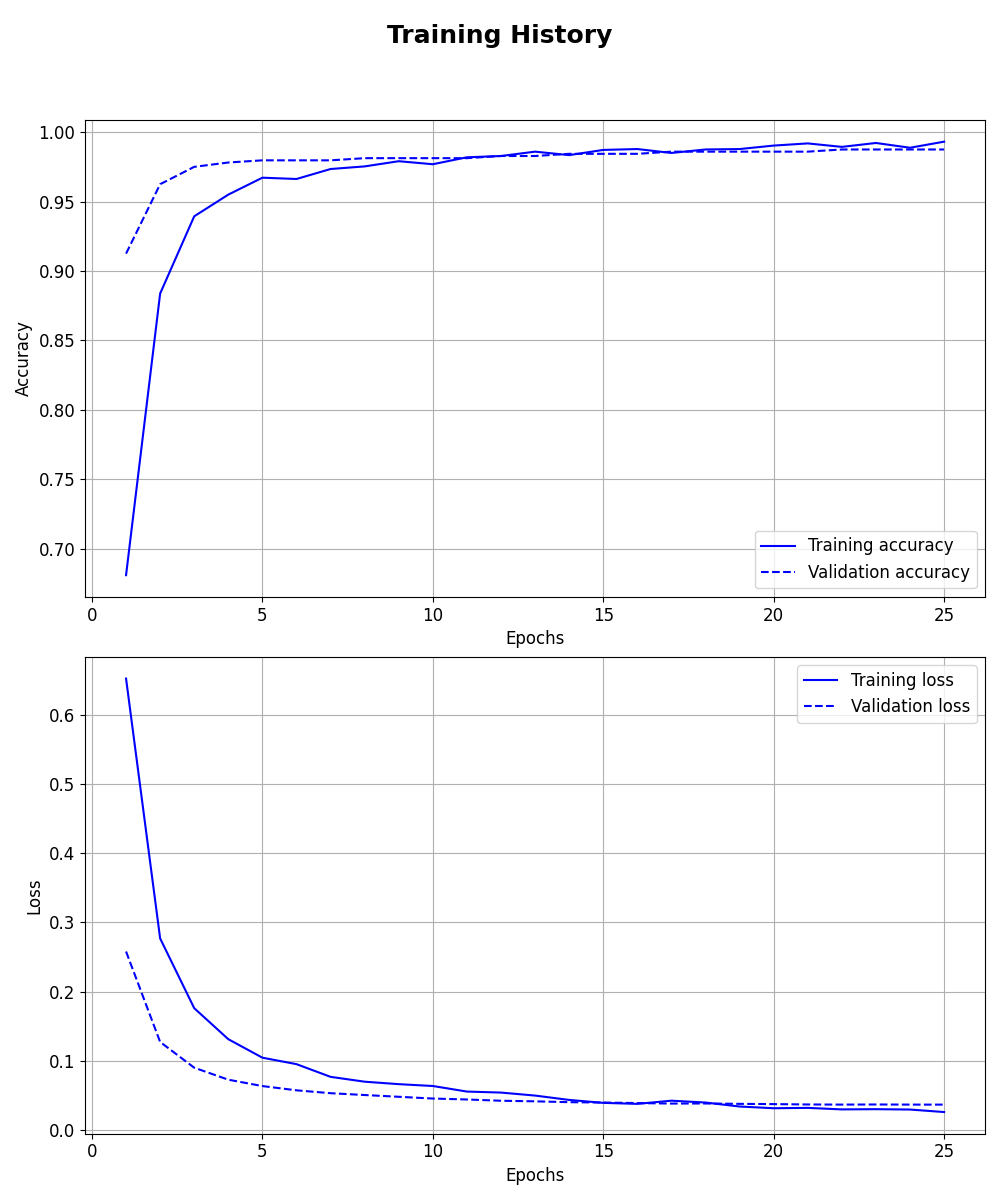 Training History
1.00
0.95
0.90
0.85
0.80
0.75
0.70
Accuracy
Training accuracy
Validation accuracy
0 5 10 15 20 25
Epochs
0.6
0.5
0.4
0.3
0.2
0.1
0.0
Loss
Training loss
Validation loss
0 5 10 15 20 25
Epochs